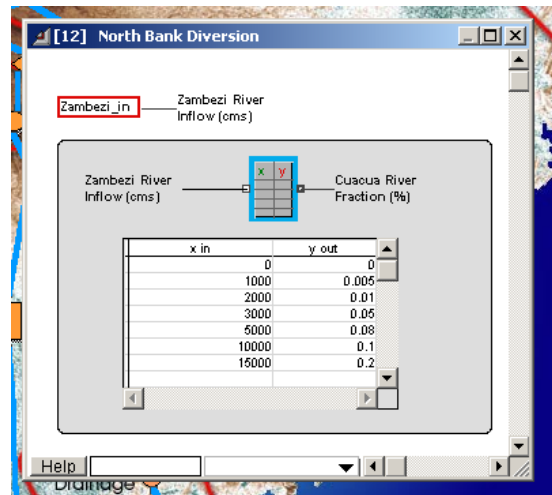 [12] North Bank Diversion
Zambezi_in
Zambezi River
Inflow (cms)
Zambezi River
Inflow (cms)
x y
Cuacua River
Fraction (%)
x in y out
0 0
1000 0.005
2000 0.01
3000 0.05
5000 0.08
10000 0.1
15000 0.2
Help
Drainage